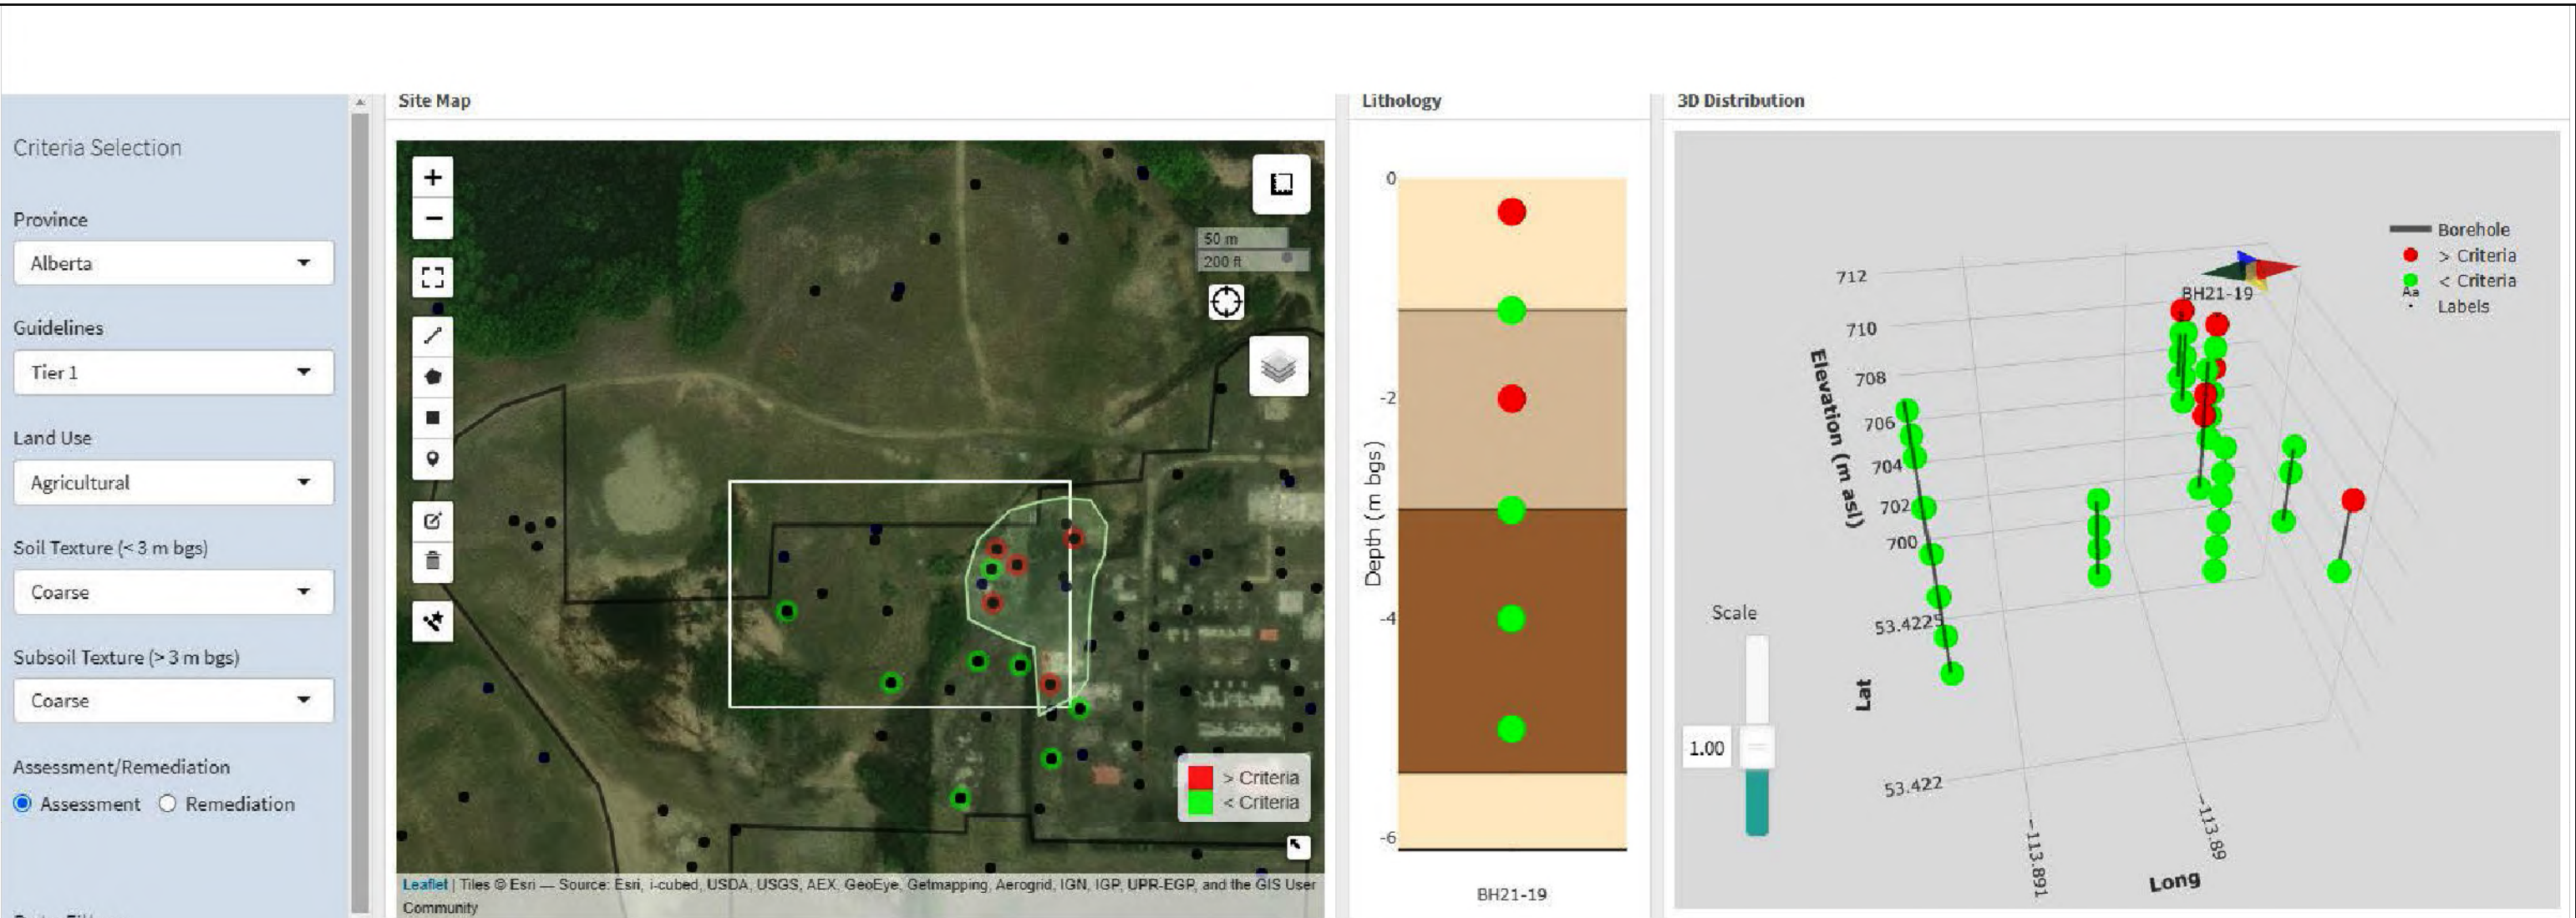 Criteria Selection
Province
Alberta
Guidelines
Tier 1
Land Use
Agricultural
Soil Texture (< 3 m bgs)
Coarse
Subsoil Texture (> 3 m bgs)
Coarse
Assessment/Remediation
Assessment
Remediation
Site Map
+
−
50 m
200 ft
> Criteria
< Criteria
Leaflet | Tiles © Esri — Source: Esri, i-cubed, USDA, USGS, AEX, GeoEye, Getmapping, Aerogrid, IGN, IGP, UPR-EGP, and the GIS User
Community
Lithology
0
-2
-4
-6
Depth (m bgs)
BH21-19
3D Distribution
Borehole
> Criteria
< Criteria
Aa
Labels
BH21-19
712
710
708
706
704
702
700
Elevation (m asl)
53.4225
53.422
Lat
-113.891
-113.89
Long
Scale
1.00